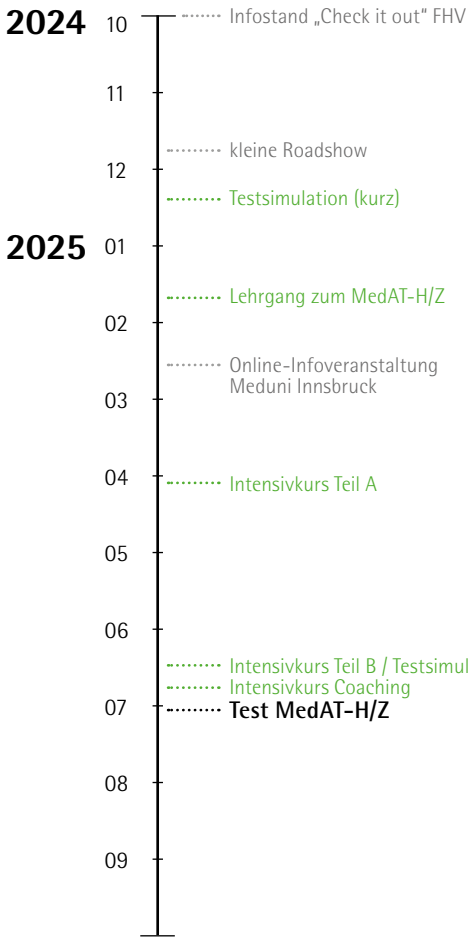 2024 10 Infostand „Check it out“ FHV
11
kleine Roadshow
12
Testsimulation (kurz)
2025 01
Lehrgang zum MedAT-H/Z
02
Online-Infoveranstaltung
Meduni Innsbruck
03
04 Intensivkurs Teil A
05
06
Intensivkurs Teil B / Testsimul
Intensivkurs Coaching
07 Test MedAT-H/Z
08
09